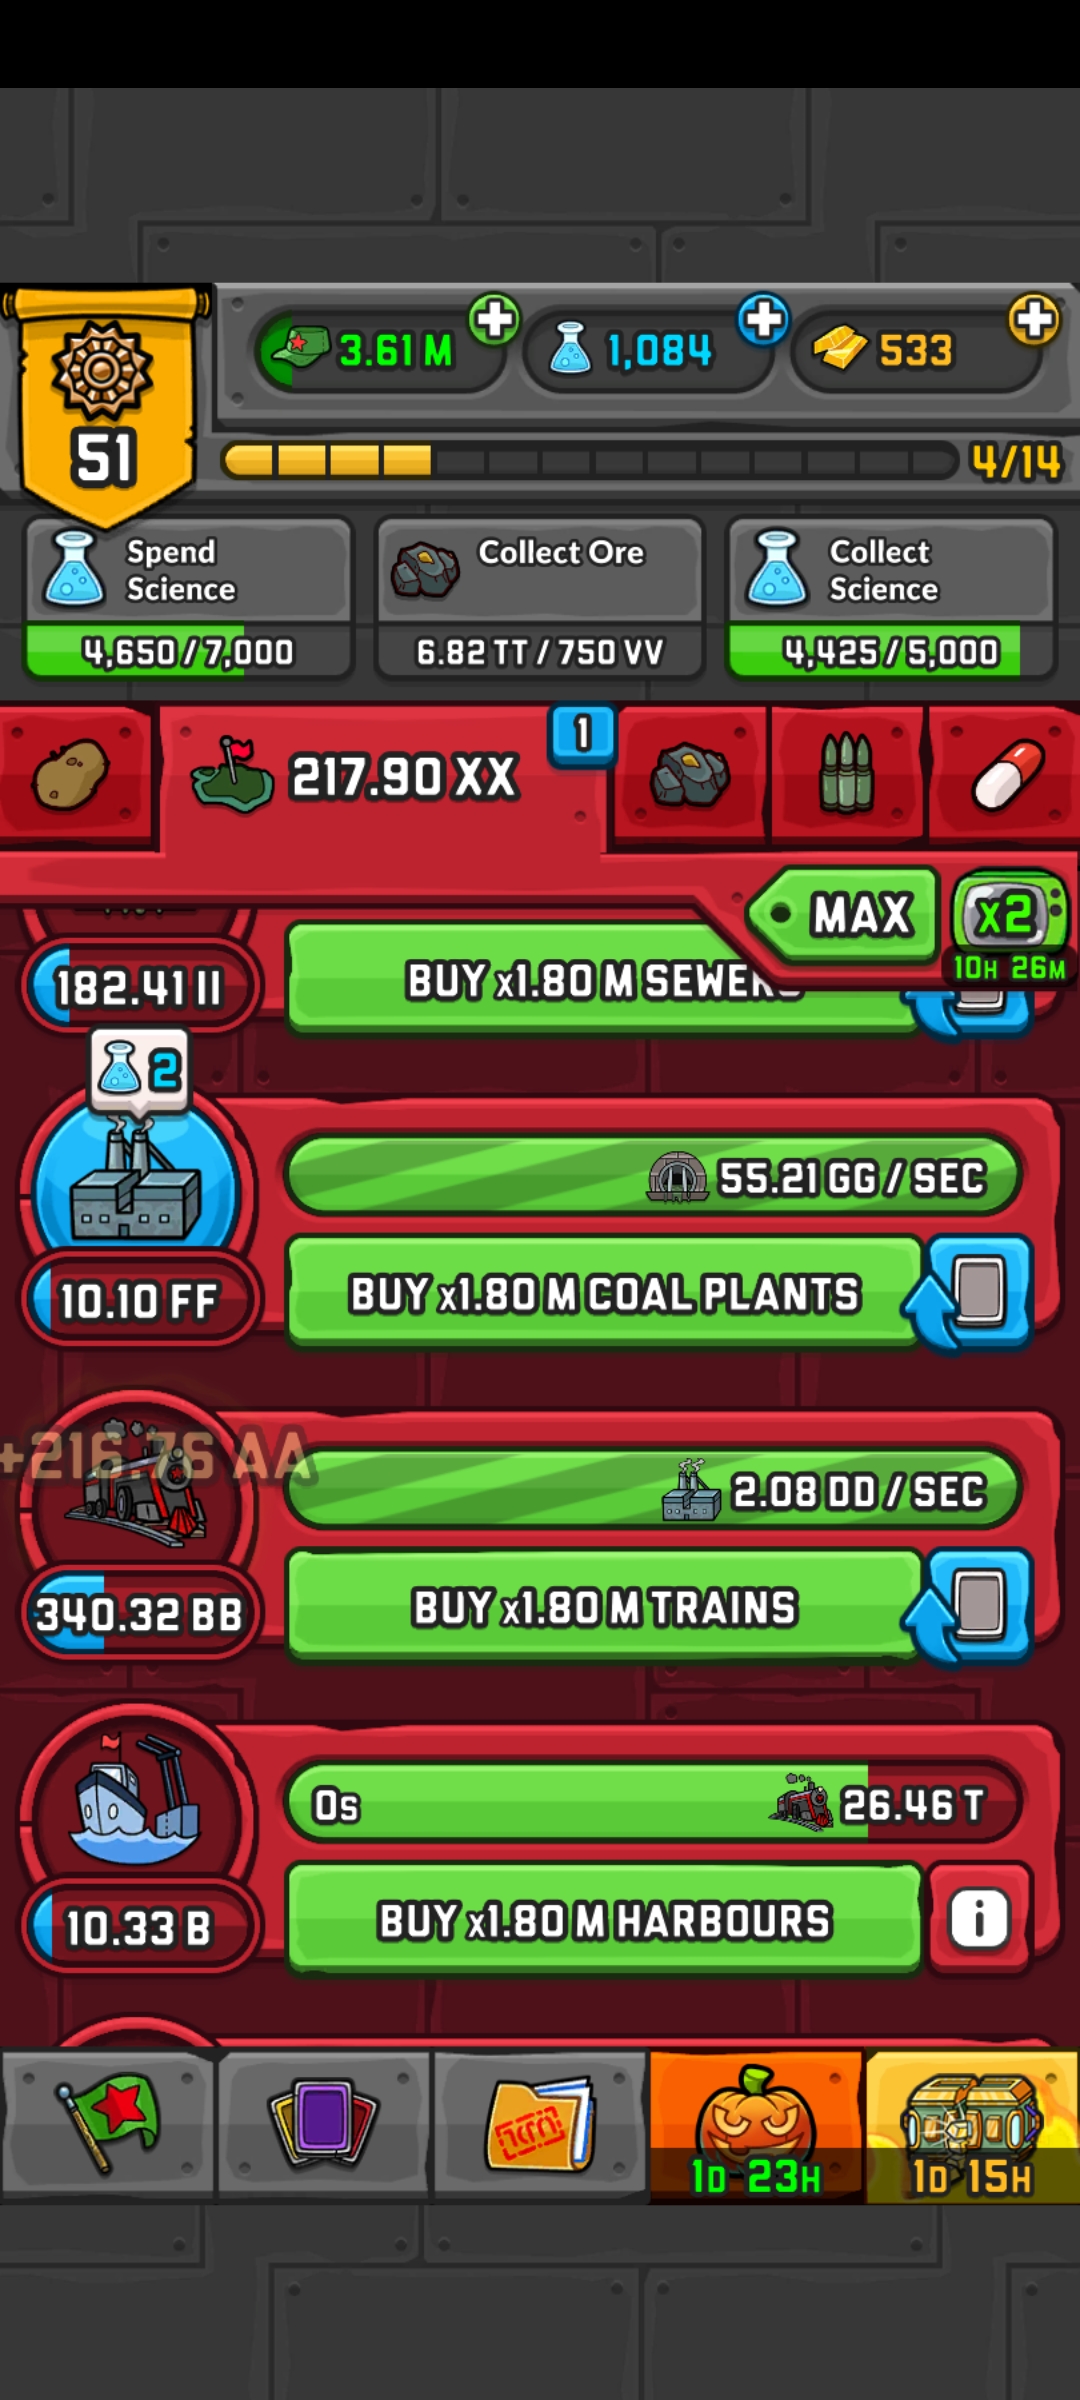 3.61 M
1,084
533
51
4/14
Spend
Science
4,650/7,000
Collect Ore
6.82 TT/750 VV
Collect
Science
4,425/5,000
217.90 XX
1
MAX
x2
10H 26M
182.41 II
BUY x1.80 M SEWERS
2
55.21 GG/SEC
10.10 FF
BUY x1.80 M COAL PLANTS
+216.76 AA
2.08 DD/SEC
340.32 BB
BUY x1.80 M TRAINS
0s
26.46 T
10.33 B
BUY x1.80 M HARBOURS
i
1D 23H
1D 15H